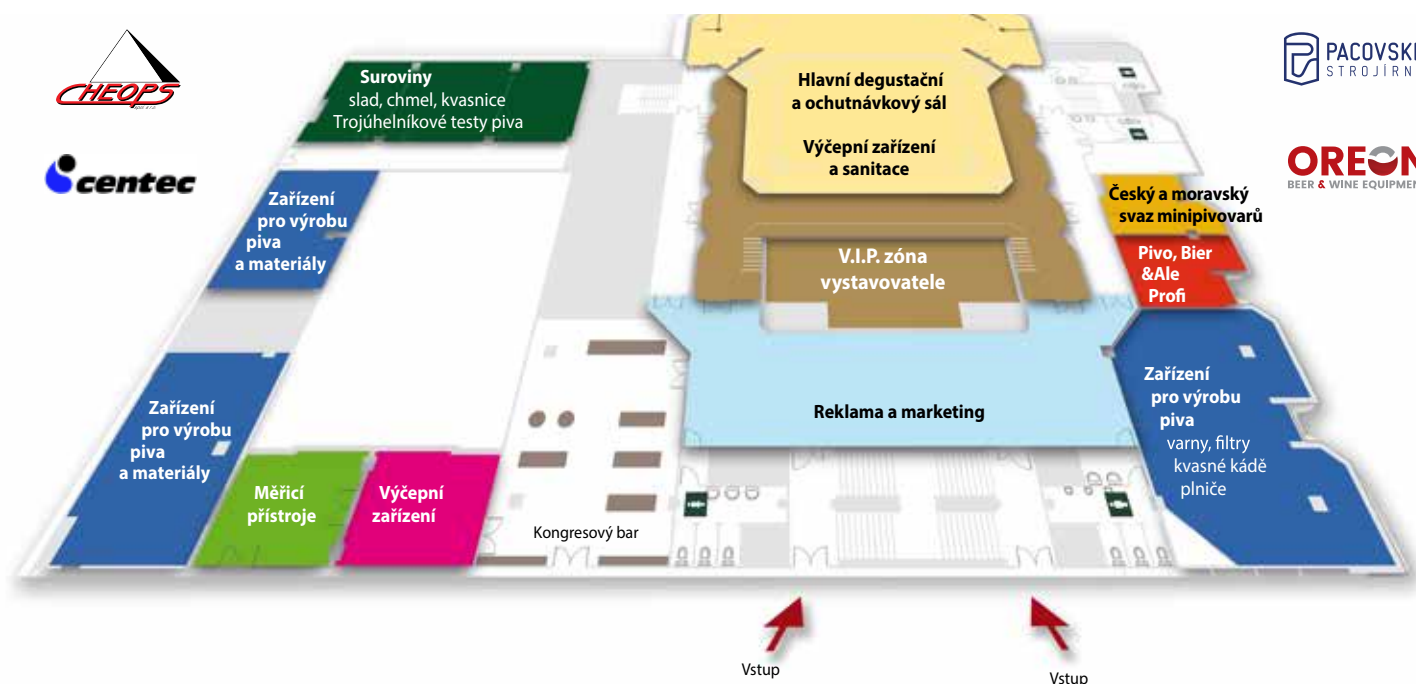 CHEOPS
centec
Suroviny
slad, chmel, kvasnice
Trojúhelníkové testy piva
Zařízení
pro výrobu
piva
a materiály
Zařízení
pro výrobu
piva
a materiály
Měřicí
přístroje
Výčepní
zařízení
Kongresový bar
Hlavní degustační
a ochutnávkový sál
Výčepní zařízení
a sanitace
V.I.P. zóna
vystavovatele
Reklama a marketing
Český a moravský
svaz minipivovarů
Pivo, Bier
&Ale
Profi
Zařízení
pro výrobu
piva
varny, filtry
kvasné kádě
plniče
PACOVSKÉ
STROJÍRN
OREON
BEER & WINE EQUIPMEN
Vstup
Vstup